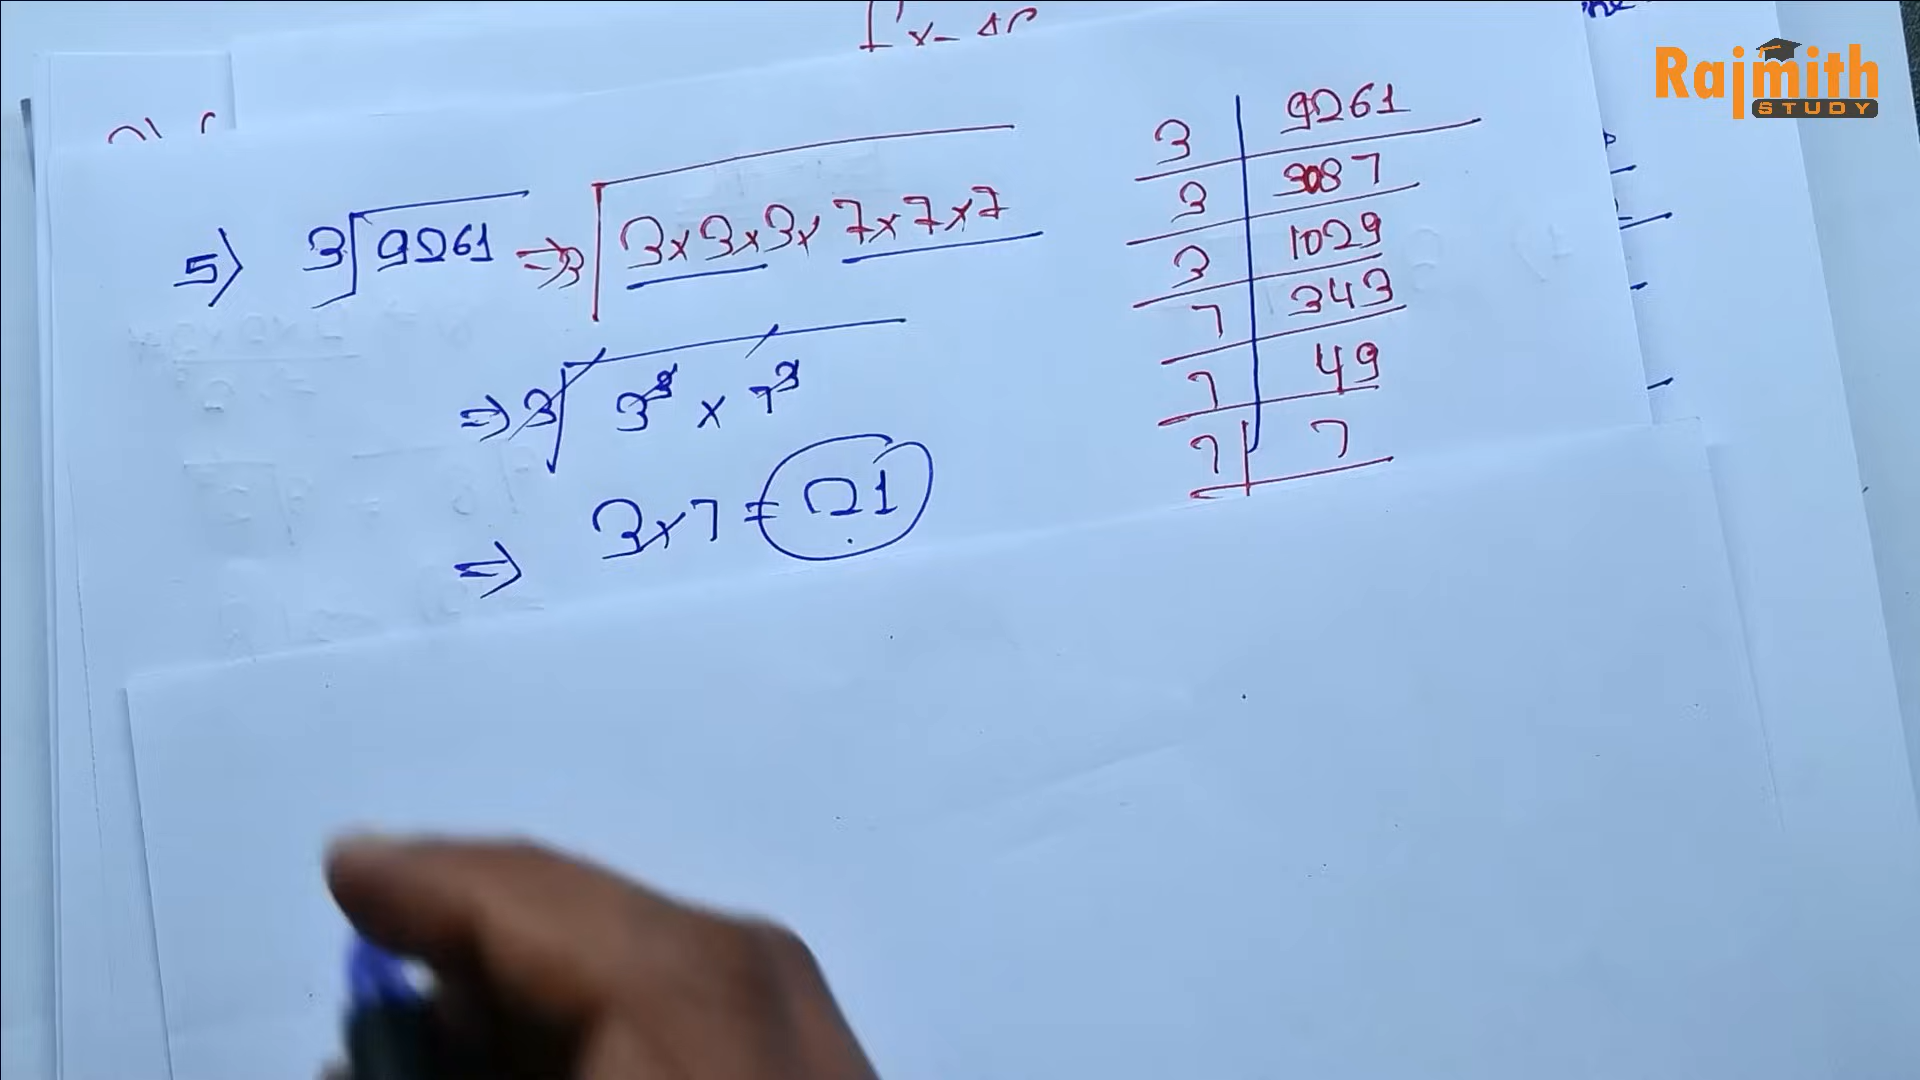 Rajmith
STUDY
5) ∛9261 ⇒ ∛3×3×3×7×7×7
⇒ ∛3³ × 7³
⇒ 3×7 = 21
3 | 9261
3 | 3087
3 | 1029
7 | 343
7 | 49
7 | 7